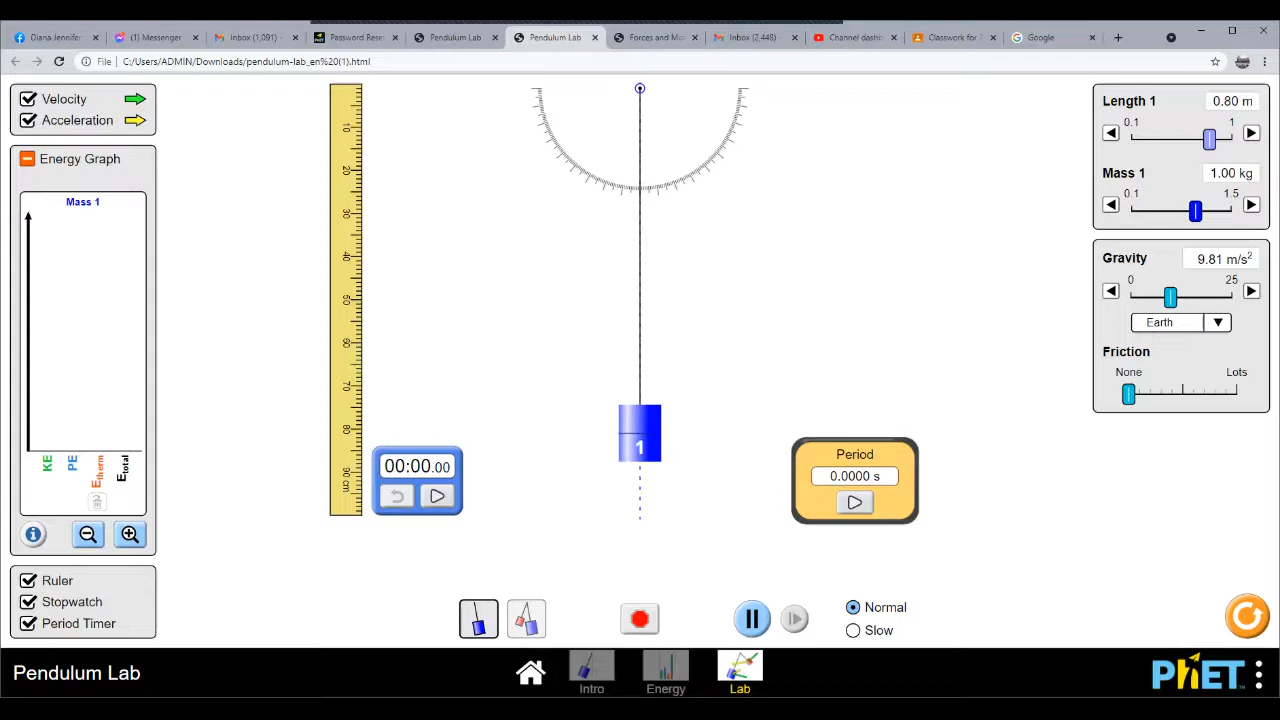 Diana Jennifer
(1) Messenger
Inbox (1,091)
Password Rese
Pendulum Lab
Pendulum Lab
Forces and Mo
Inbox (2,448)
Channel dashb
Classwork for
Google
File | C:/Users/ADMIN/Downloads/pendulum-lab_en%20(1).html
Velocity
Acceleration
Energy Graph
Mass 1
KE PE Etherm Etotal
Ruler
Stopwatch
Period Timer
10
20
30
40
50
60
70
80
90 cm
00:00.00
1
Period
0.0000 s
Normal
Slow
Length 1 0.80 m
0.1 1
Mass 1 1.00 kg
0.1 1.5
Gravity 9.81 m/s²
0 25
Earth
Friction
None Lots
Pendulum Lab
Intro
Energy
Lab
PhET